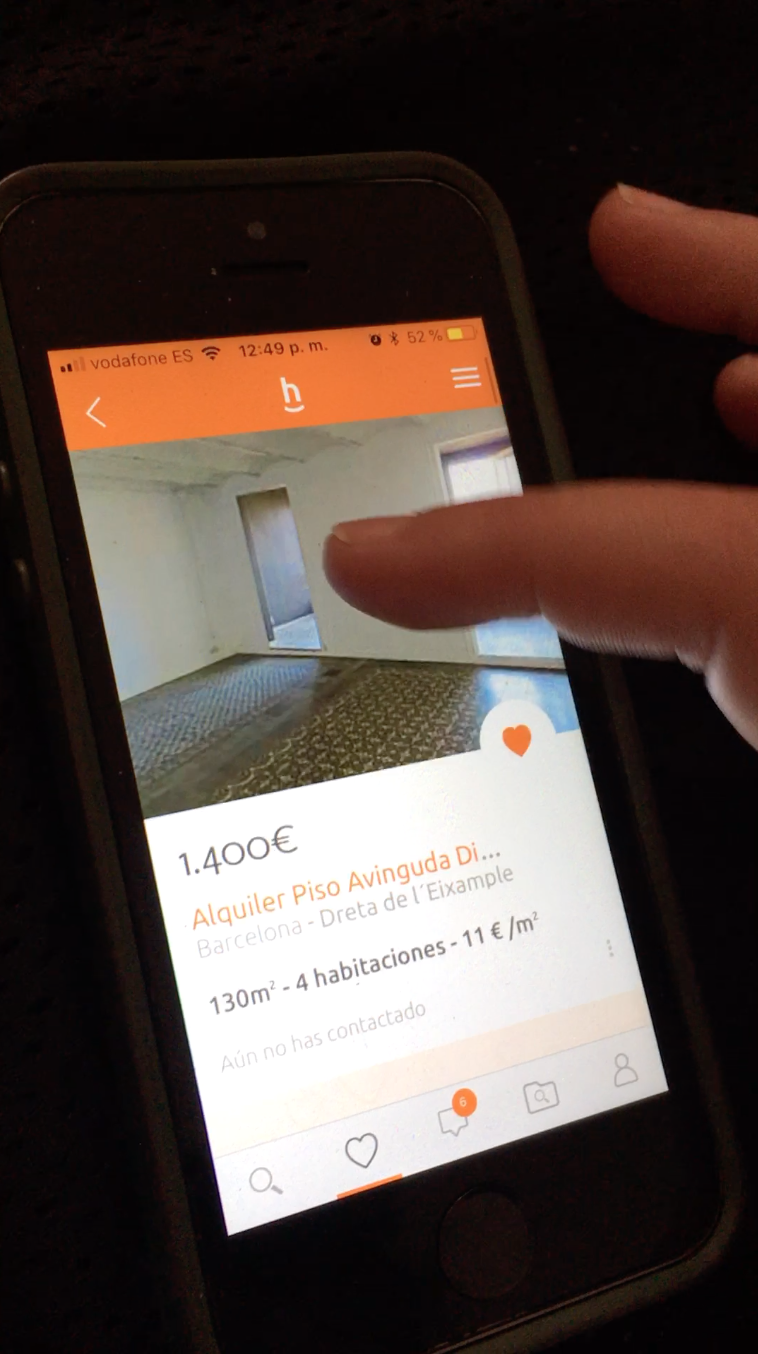 vodafone ES 12:49 p. m. 52 %
h
1.400€
Alquiler Piso Avinguda Di...
Barcelona - Dreta de l´Eixample
130m² - 4 habitaciones - 11 €/m²
Aún no has contactado
6